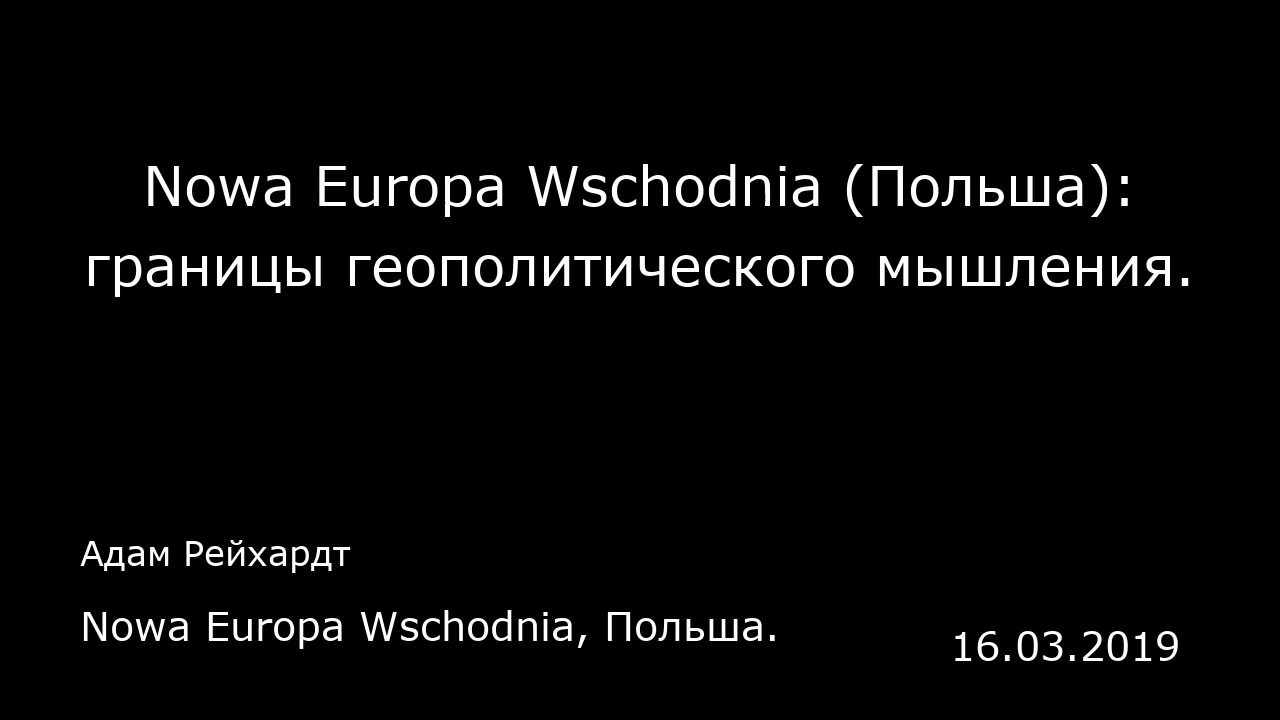 Nowa Europa Wschodnia (Польша):
границы геополитического мышления.
Адам Рейхардт
Nowa Europa Wschodnia, Польша.
16.03.2019